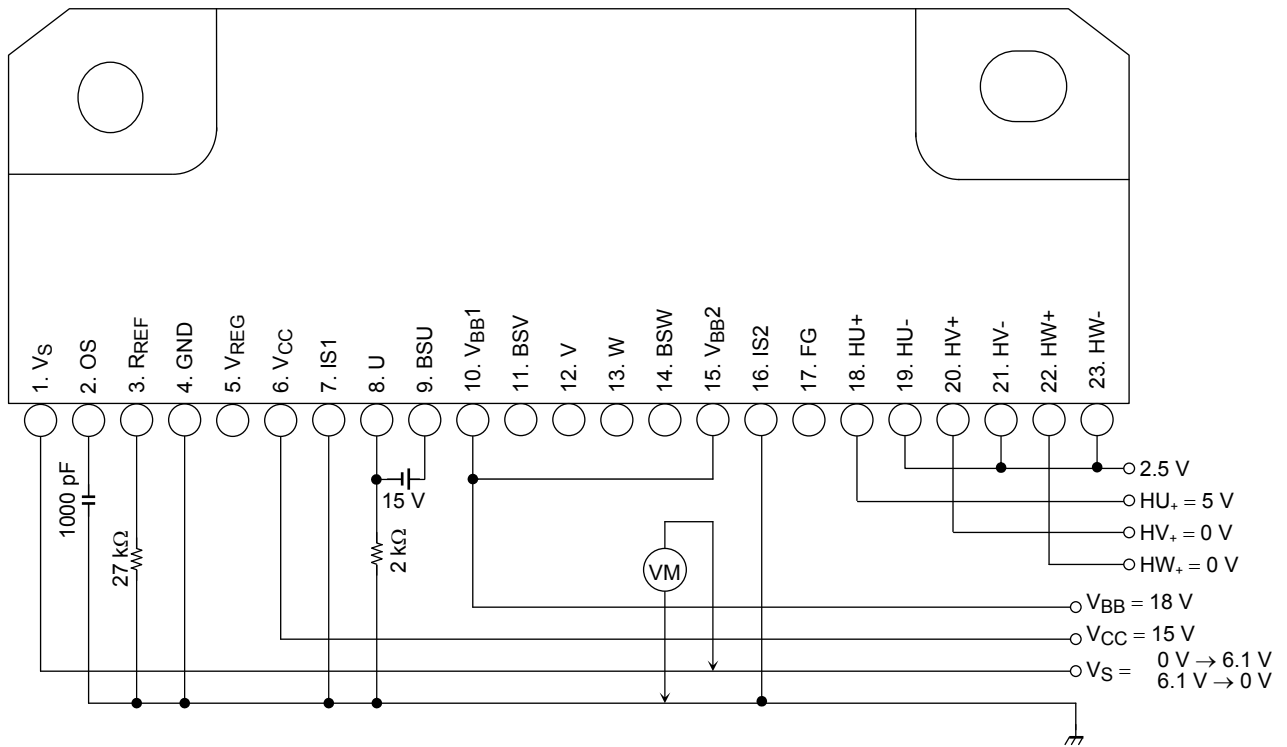 1. VS
2. OS
3. RREF
4. GND
5. VREG
6. VCC
7. IS1
8. U
9. BSU
10. VBB1
11. BSV
12. V
13. W
14. BSW
15. VBB2
16. IS2
17. FG
18. HU+
19. HU-
20. HV+
21. HV-
22. HW+
23. HW-
1000 pF
27 kΩ
15 V
2 kΩ
VM
2.5 V
HU+ = 5 V
HV+ = 0 V
HW+ = 0 V
VBB = 18 V
VCC = 15 V
VS = 0 V → 6.1 V
6.1 V → 0 V